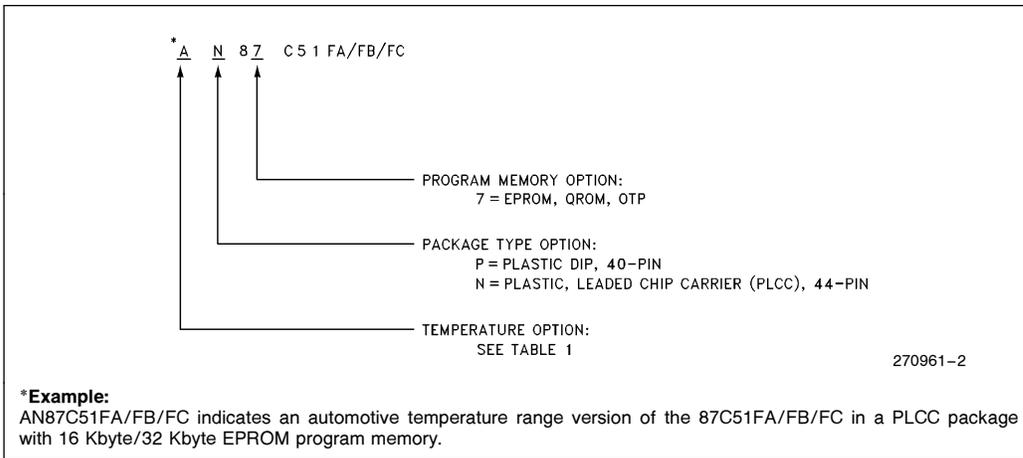 *A N 87 C51FA/FB/FC
PROGRAM MEMORY OPTION:
7 = EPROM, QROM, OTP
PACKAGE TYPE OPTION:
P = PLASTIC DIP, 40-PIN
N = PLASTIC, LEADED CHIP CARRIER (PLCC), 44-PIN
TEMPERATURE OPTION:
SEE TABLE 1
270961–2
*Example:
AN87C51FA/FB/FC indicates an automotive temperature range version of the 87C51FA/FB/FC in a PLCC package
with 16 Kbyte/32 Kbyte EPROM program memory.